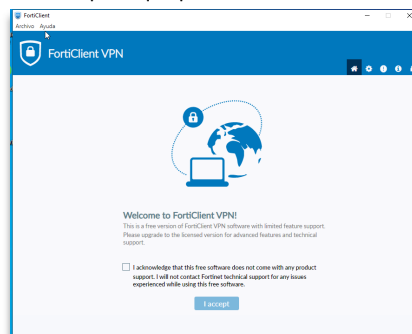 FortiClient
Archivo Ayuda
FortiClient VPN
Welcome to FortiClient VPN!
This is a free version of FortiClient VPN software with limited feature support.
Please upgrade to the licensed version for advanced features and technical
support.
I acknowledge that this free software does not come with any product
support. I will not contact Fortinet technical support for any issues
experienced while using this free software.
I accept